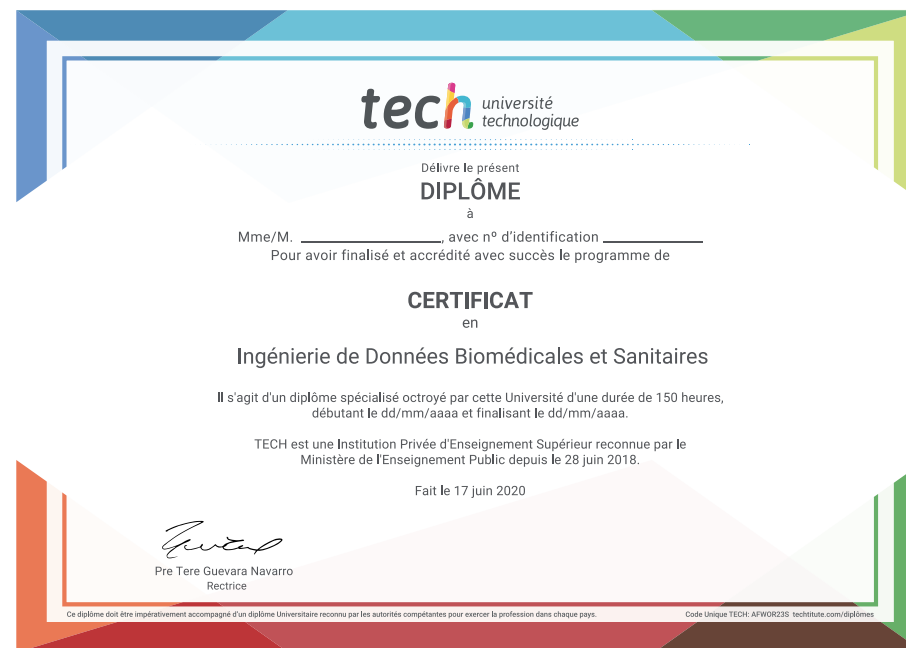 tech université
technologique
Délivre le présent
DIPLÔME
à
Mme/M. ____________________, avec nº d'identification ______________
Pour avoir finalisé et accrédité avec succès le programme de
CERTIFICAT
en
Ingénierie de Données Biomédicales et Sanitaires
Il s'agit d'un diplôme spécialisé octroyé par cette Université d'une durée de 150 heures,
débutant le dd/mm/aaaa et finalisant le dd/mm/aaaa.
TECH est une Institution Privée d'Enseignement Supérieur reconnue par le
Ministère de l'Enseignement Public depuis le 28 juin 2018.
Fait le 17 juin 2020
Pre Tere Guevara Navarro
Rectrice
Ce diplôme doit être impérativement accompagné d'un diplôme Universitaire reconnu par les autorités compétentes pour exercer la profession dans chaque pays.
Code Unique TECH: AFWOR23S techtitute.com/diplômes